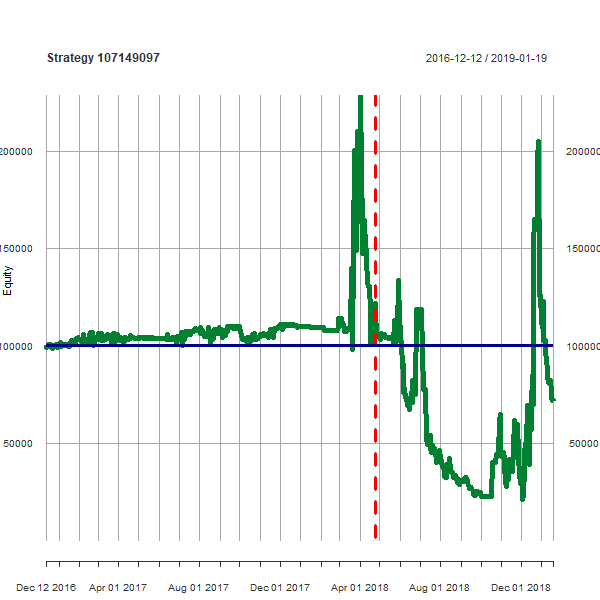 Strategy 107149097
2016-12-12 / 2019-01-19
200000
200000
150000
150000
Equity
100000
100000
50000
50000
Dec 12 2016
Apr 01 2017
Aug 01 2017
Dec 01 2017
Apr 01 2018
Aug 01 2018
Dec 01 2018